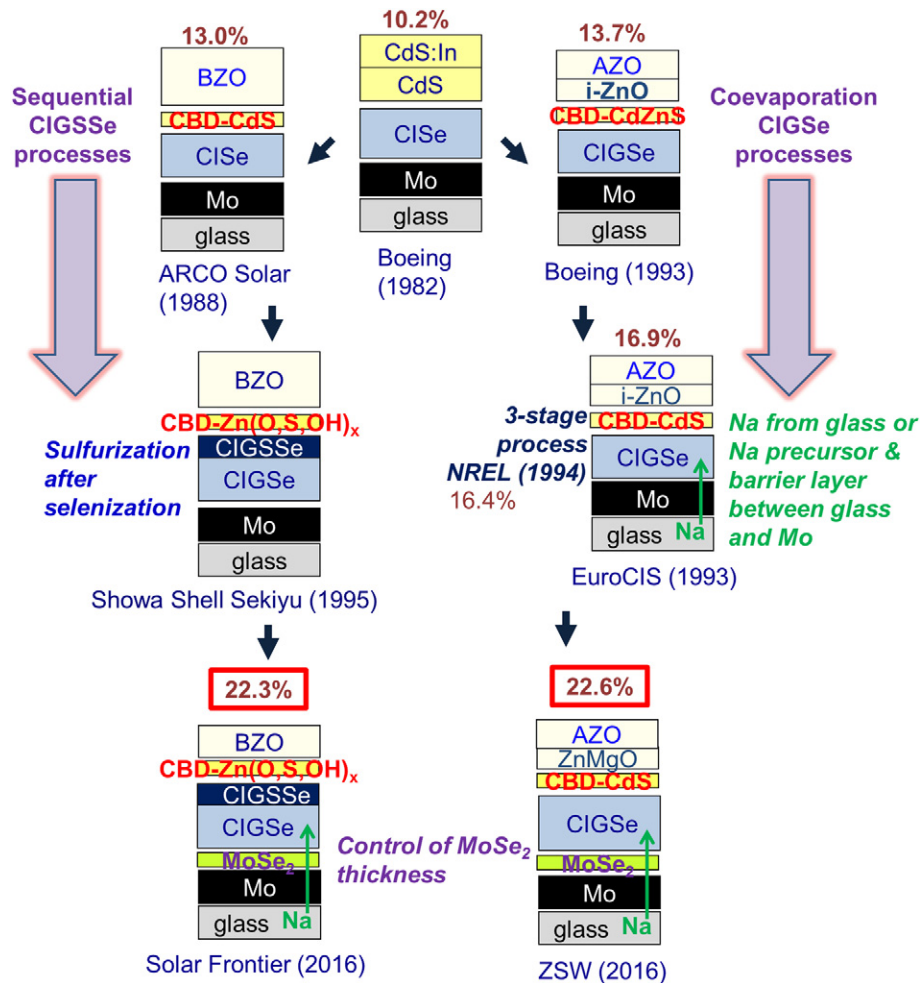 13.0%
BZO
CBD-CdS
CISe
Mo
glass
ARCO Solar
(1988)
10.2%
CdS:In
CdS
CISe
Mo
glass
Boeing
(1982)
13.7%
AZO
i-ZnO
CBD-CdZnS
CIGSe
Mo
glass
Boeing (1993)
Sequential
CIGSSe
processes
Coevaporation
CIGSe
processes
BZO
CBD-Zn(O,S,OH)x
CIGSSe
CIGSe
Mo
glass
Showa Shell Sekiyu (1995)
Sulfurization
after
selenization
16.9%
AZO
i-ZnO
CBD-CdS
CIGSe
Mo
glass Na
EuroCIS (1993)
3-stage
process
NREL (1994)
16.4%
Na from glass or
Na precursor &
barrier layer
between glass
and Mo
22.3%
BZO
CBD-Zn(O,S,OH)x
CIGSSe
CIGSe
MoSe2
Mo
glass Na
Solar Frontier (2016)
Control of MoSe2
thickness
22.6%
AZO
ZnMgO
CBD-CdS
CIGSe
MoSe2
Mo
glass Na
ZSW (2016)